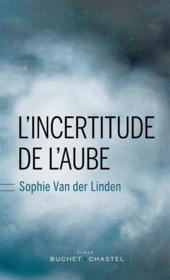 L'INCERTITUDE
DE L'AUBE
Sophie Van der Linden
ROMAN
BUCHET • CHASTEL